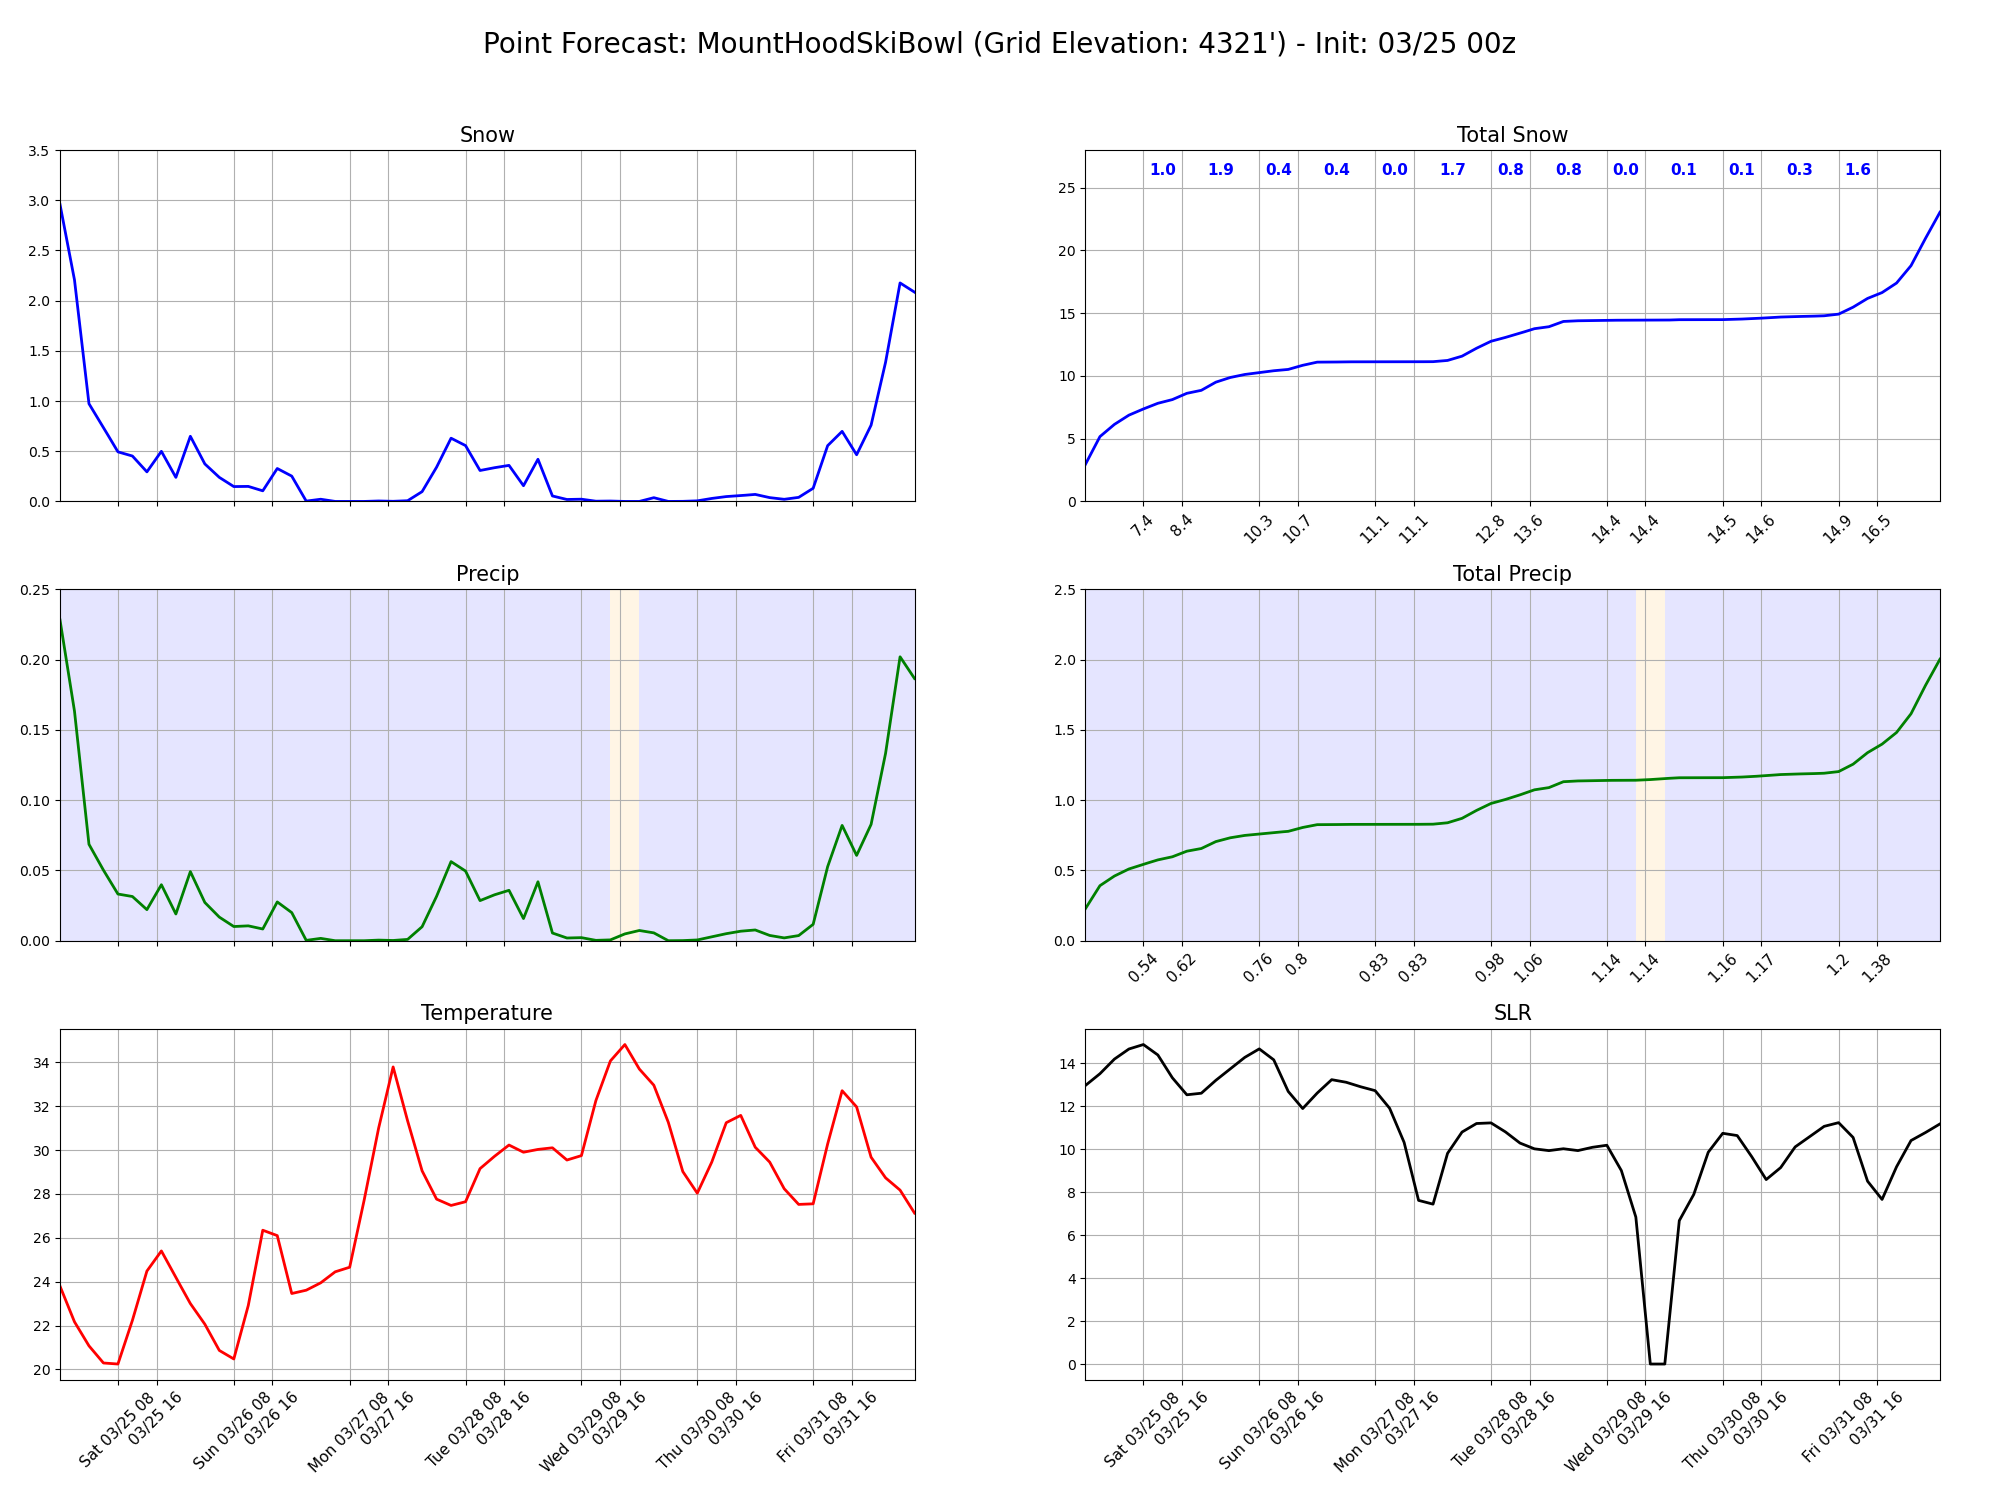 Point Forecast: MountHoodSkiBowl (Grid Elevation: 4321') - Init: 03/25 00z
Snow
3.5
3.0
2.5
2.0
1.5
1.0
0.5
0.0
Total Snow
1.0 1.9 0.4 0.4 0.0 1.7 0.8 0.8 0.0 0.1 0.1 0.3 1.6
25
20
15
10
5
0
7.4 8.4 10.3 10.7 11.1 11.1 12.8 13.6 14.4 14.4 14.5 14.6 14.9 16.5
Precip
0.25
0.20
0.15
0.10
0.05
0.00
Total Precip
2.5
2.0
1.5
1.0
0.5
0.0
0.54 0.62 0.76 0.8 0.83 0.83 0.98 1.06 1.14 1.14 1.16 1.17 1.2 1.38
Temperature
34
32
30
28
26
24
22
20
Sat 03/25 08
03/25 16
Sun 03/26 08
03/26 16
Mon 03/27 08
03/27 16
Tue 03/28 08
03/28 16
Wed 03/29 08
03/29 16
Thu 03/30 08
03/30 16
Fri 03/31 08
03/31 16
SLR
14
12
10
8
6
4
2
0
Sat 03/25 08
03/25 16
Sun 03/26 08
03/26 16
Mon 03/27 08
03/27 16
Tue 03/28 08
03/28 16
Wed 03/29 08
03/29 16
Thu 03/30 08
03/30 16
Fri 03/31 08
03/31 16